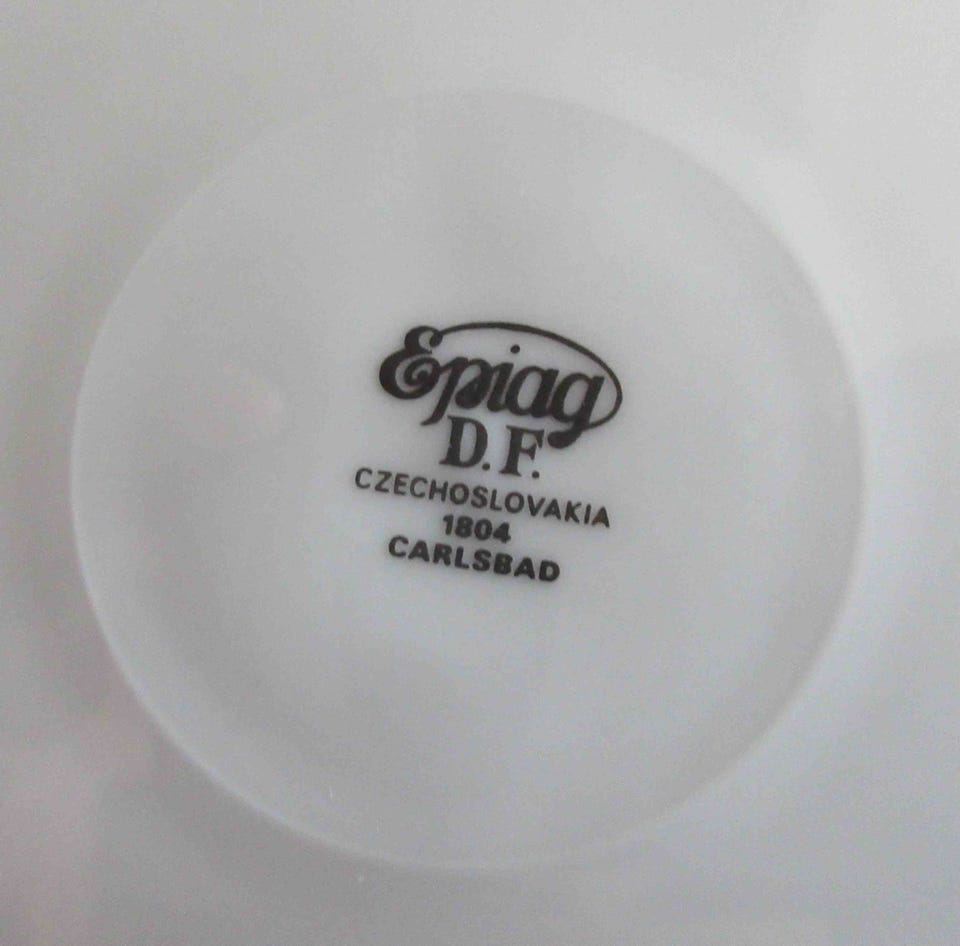 Epiag
D.F.
CZECHOSLOVAKIA
1804
CARLSBAD